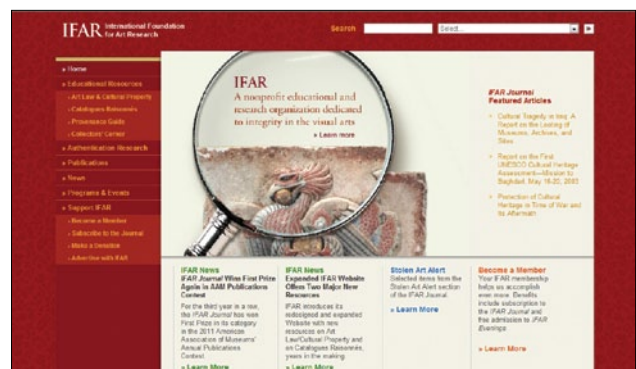 IFAR International Foundation
for Art Research
Search
Select...
» Home
» Educational Resources
› Art Law & Cultural Property
› Catalogues Raisonnés
› Provenance Guide
› Collectors' Corner
» Authentication Research
» Publications
» News
» Programs & Events
» Support IFAR
› Become a Member
› Subscribe to the Journal
› Make a Donation
› Advertise with IFAR
IFAR
A nonprofit educational and
research organization dedicated
to integrity in the visual arts
» Learn more
IFAR Journal
Featured Articles
Cultural Tragedy in Iraq: A
Report on the Looting of
Museums, Archives, and
Sites
Report on the First
UNESCO Cultural Heritage
Assessment—Mission to
Baghdad, May 16-20, 2003
Protection of Cultural
Heritage in Time of War and
its Aftermath
IFAR News
IFAR Journal Wins First Prize
Again in AAM Publications
Contest
For the third year in a row,
the IFAR Journal has won
First Prize in its category
in the 2011 American
Association of Museums'
Annual Publications
Contest.
» Learn More
IFAR News
Expanded IFAR Website
Offers Two Major New
Resources
IFAR introduces its
redesigned and expanded
Website with new
resources on Art
Law/Cultural Property and
on Catalogues Raisonnés,
years in the making.
» Learn More
Stolen Art Alert
Selected items from the
Stolen Art Alert section
of the IFAR Journal.
» Learn More
Become a Member
Your IFAR membership
helps us accomplish
even more. Benefits
include subscription to
the IFAR Journal and
free admission to IFAR
Evenings.
» Learn More